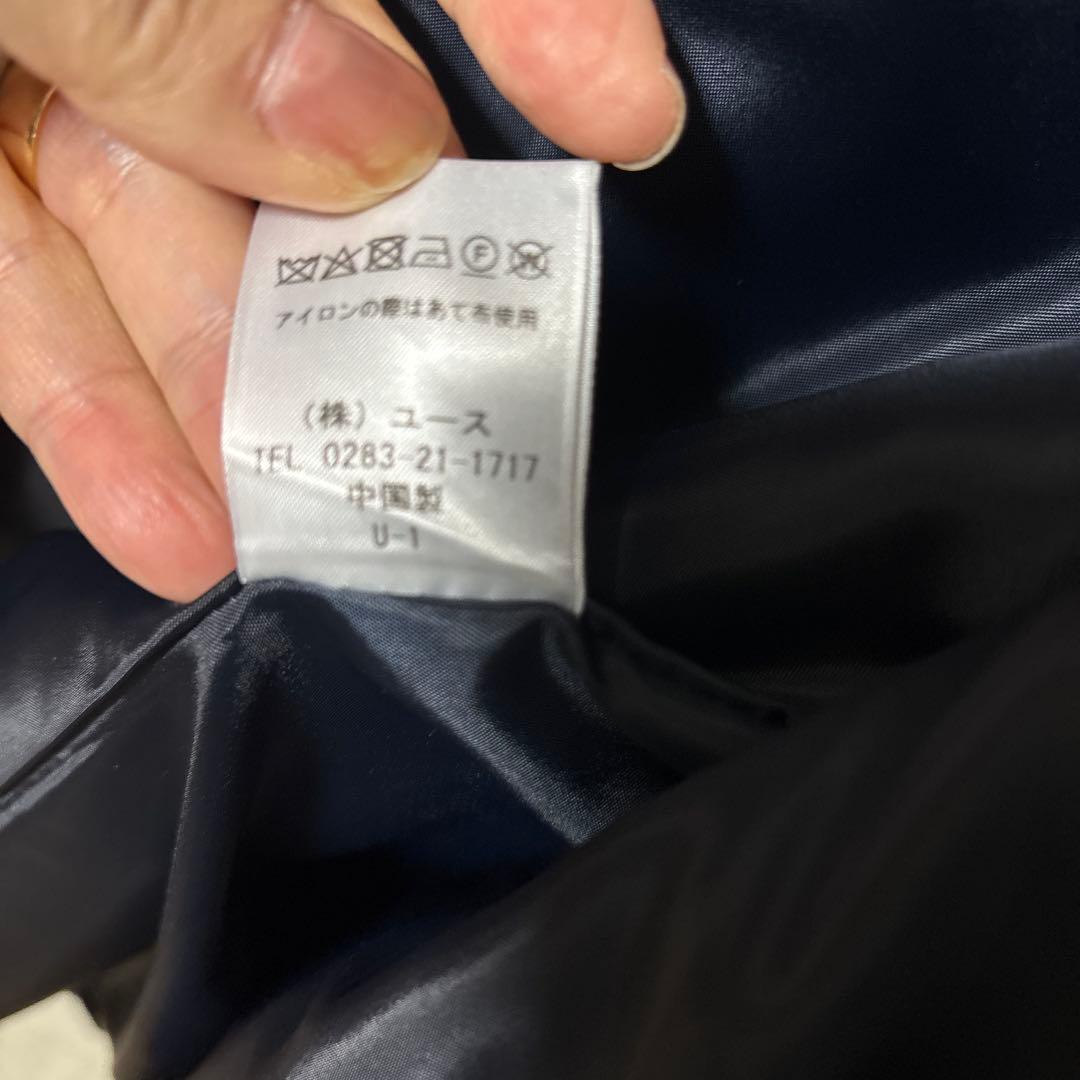 F W
アイロンの際はあて布使用
(株) ユース
TEL 0283-21-1717
中国製
U-1